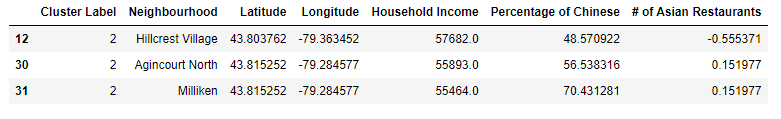 Cluster Label Neighbourhood Latitude Longitude Household Income Percentage of Chinese # of Asian Restaurants
12 2 Hillcrest Village 43.803762 -79.363452 57682.0 48.570922 -0.555371
30 2 Agincourt North 43.815252 -79.284577 55893.0 56.538316 0.151977
31 2 Milliken 43.815252 -79.284577 55464.0 70.431281 0.151977